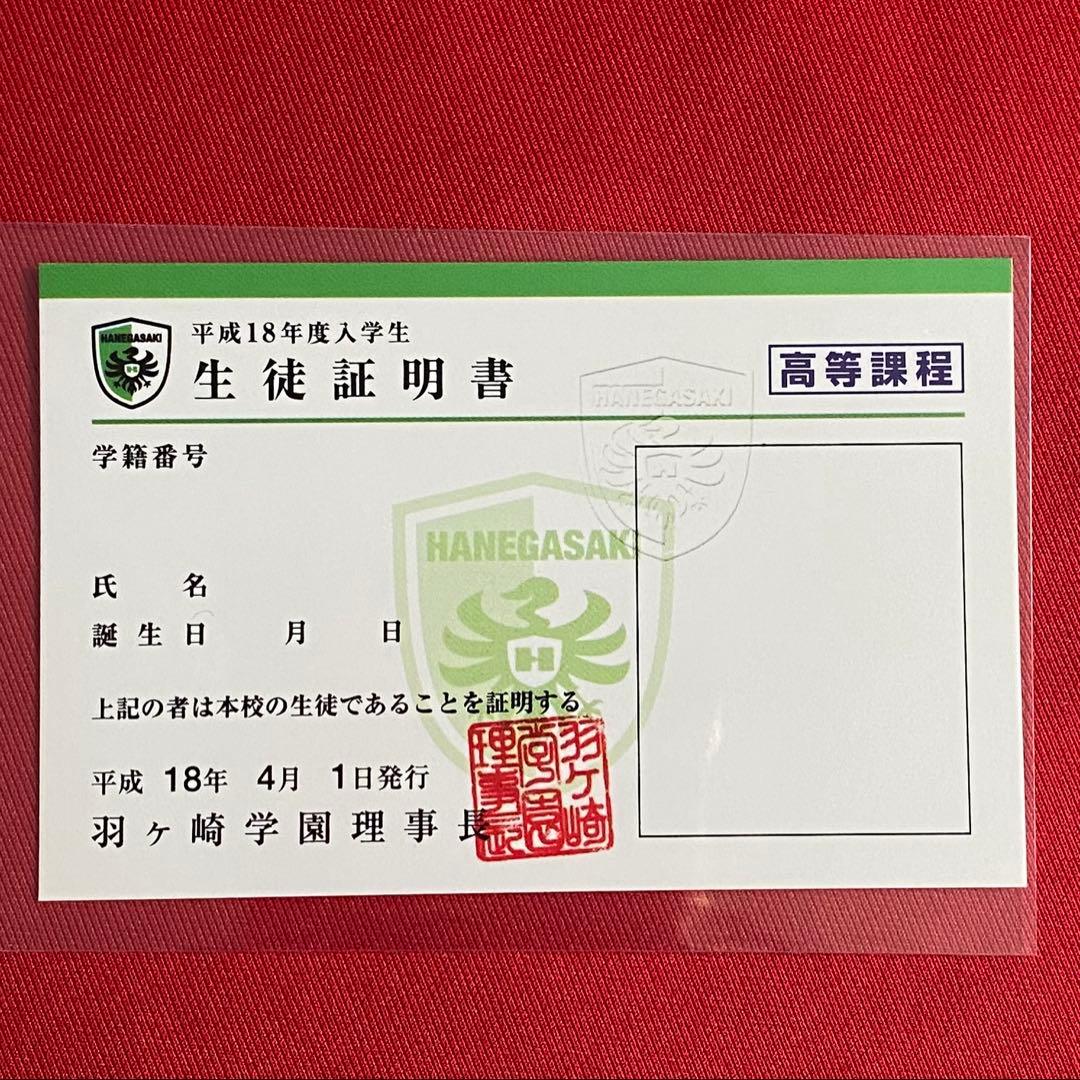 HANEGASAKI
平成18年度入学生
生徒証明書
高等課程
HANEGASAKI
学籍番号
HANEGASAKI
H
氏　名
誕生日　　月　　日
上記の者は本校の生徒であることを証明する
平成 18年 4月 1日発行
羽ヶ崎学園理事長
羽ヶ崎
学園
理事長